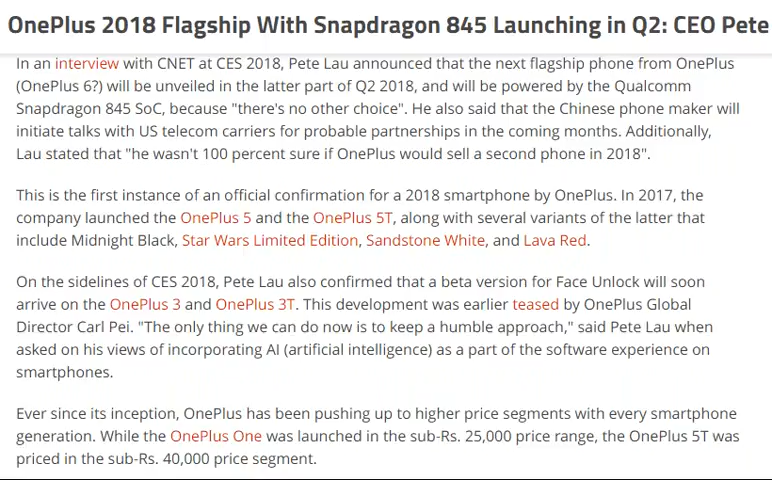 OnePlus 2018 Flagship With Snapdragon 845 Launching in Q2: CEO Pete
In an interview with CNET at CES 2018, Pete Lau announced that the next flagship phone from OnePlus
(OnePlus 6?) will be unveiled in the latter part of Q2 2018, and will be powered by the Qualcomm
Snapdragon 845 SoC, because "there's no other choice". He also said that the Chinese phone maker will
initiate talks with US telecom carriers for probable partnerships in the coming months. Additionally,
Lau stated that "he wasn't 100 percent sure if OnePlus would sell a second phone in 2018".
This is the first instance of an official confirmation for a 2018 smartphone by OnePlus. In 2017, the
company launched the OnePlus 5 and the OnePlus 5T, along with several variants of the latter that
include Midnight Black, Star Wars Limited Edition, Sandstone White, and Lava Red.
On the sidelines of CES 2018, Pete Lau also confirmed that a beta version for Face Unlock will soon
arrive on the OnePlus 3 and OnePlus 3T. This development was earlier teased by OnePlus Global
Director Carl Pei. "The only thing we can do now is to keep a humble approach," said Pete Lau when
asked on his views of incorporating AI (artificial intelligence) as a part of the software experience on
smartphones.
Ever since its inception, OnePlus has been pushing up to higher price segments with every smartphone
generation. While the OnePlus One was launched in the sub-Rs. 25,000 price range, the OnePlus 5T was
priced in the sub-Rs. 40,000 price segment.